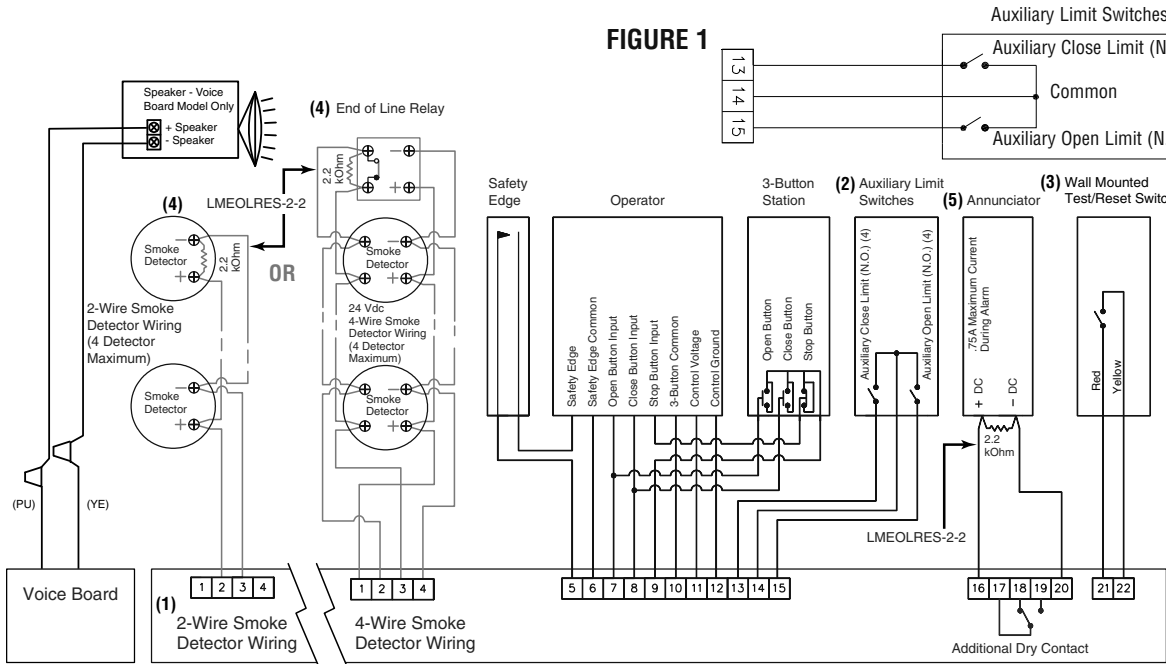 FIGURE 1
Auxiliary Limit Switches
Auxiliary Close Limit (N
Common
Auxiliary Open Limit (N.
13
14
15
Speaker - Voice
Board Model Only
+ Speaker
- Speaker
(4) End of Line Relay
2.2
kOhm
LMEOLRES-2-2
(4)
Smoke
Detector
2.2
kOhm
OR
2-Wire Smoke
Detector Wiring
(4 Detector
Maximum)
Smoke
Detector
Smoke
Detector
24 Vdc
4-Wire Smoke
Detector Wiring
(4 Detector
Maximum)
Smoke
Detector
Safety
Edge
Operator
Safety Edge
Safety Edge Common
Open Button Input
Close Button Input
Stop Button Input
3-Button Common
Control Voltage
Control Ground
3-Button
Station
Open Button
Close Button
Stop Button
(2) Auxiliary Limit
Switches
Auxiliary Close Limit (N.O.) (4)
Auxiliary Open Limit (N.O.) (4)
(5) Annunciator
.75A Maximum Current
During Alarm
+ DC
- DC
2.2
kOhm
LMEOLRES-2-2
(3) Wall Mounted
Test/Reset Switc
Red
Yellow
(PU)
(YE)
Voice Board
(1)
1 2 3 4
2-Wire Smoke
Detector Wiring
1 2 3 4
4-Wire Smoke
Detector Wiring
5 6 7 8 9 10 11 12 13 14 15
16 17 18 19 20
Additional Dry Contact
21 22